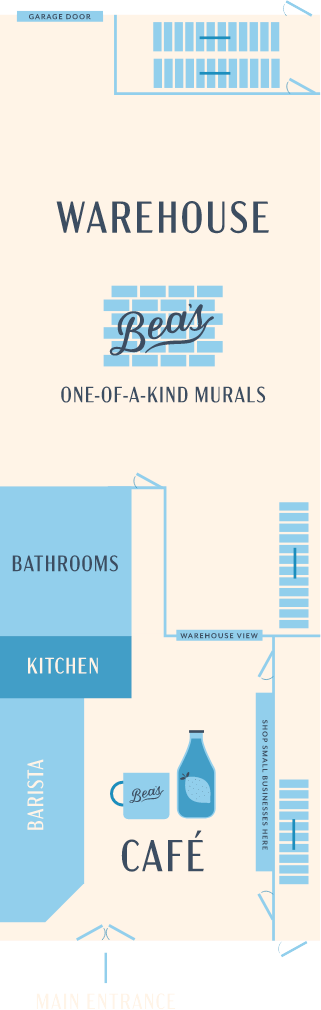 GARAGE DOOR
WAREHOUSE
Bea's
ONE-OF-A-KIND MURALS
BATHROOMS
WAREHOUSE VIEW
KITCHEN
SHOP SMALL BUSINESSES HERE
BARISTA
Bea's
CAFÉ
MAIN ENTRANCE